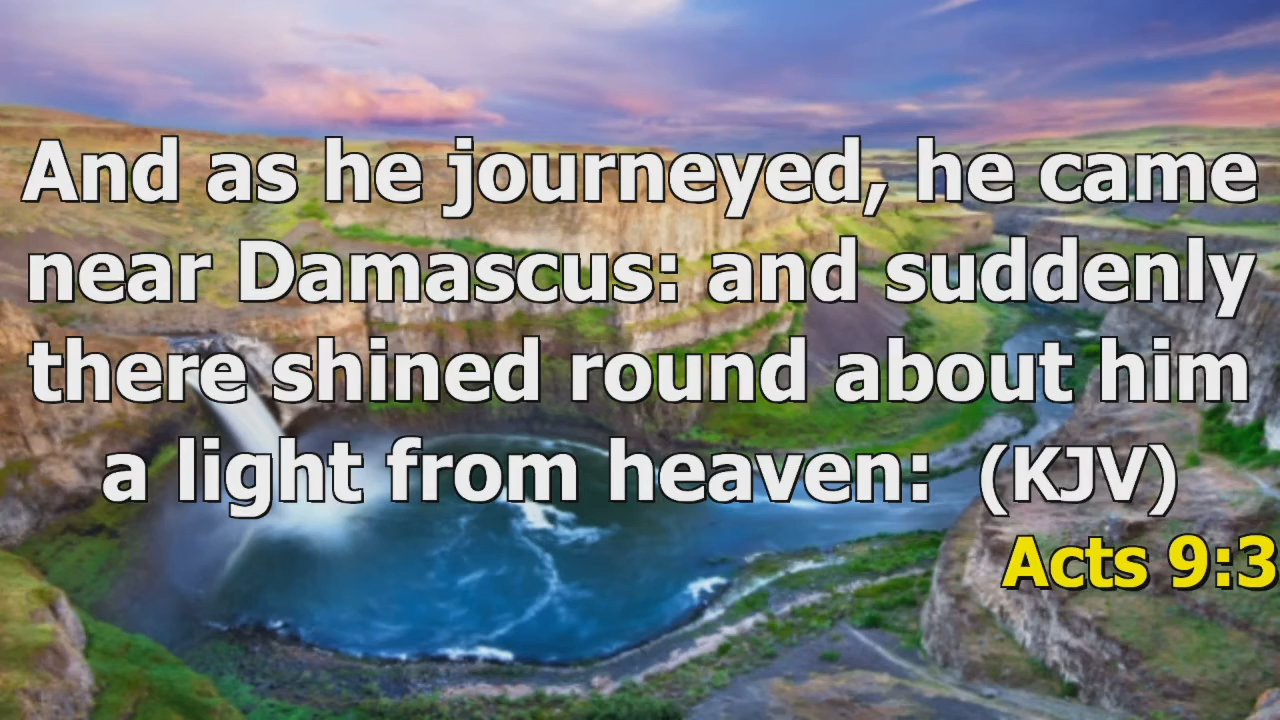 And as he journeyed, he came
near Damascus: and suddenly
there shined round about him
a light from heaven:  (KJV)
Acts 9:3